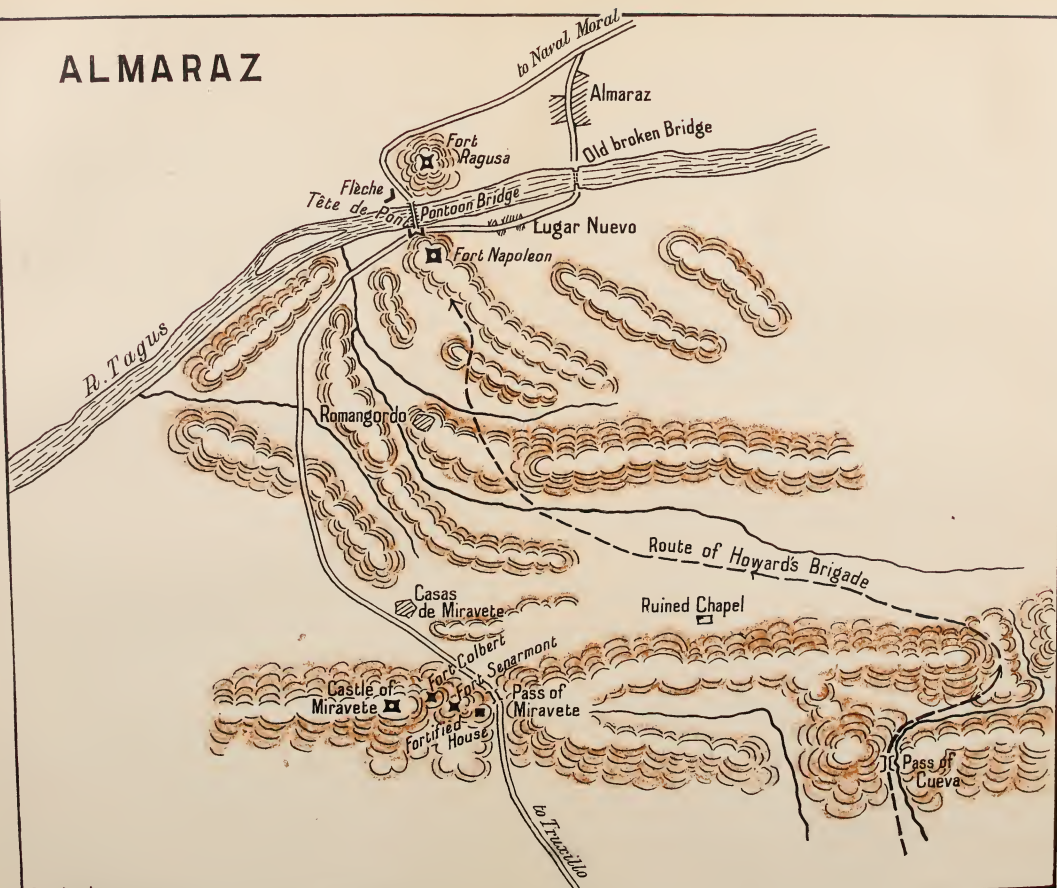 ALMARAZ
to Naval Moral
Almaraz
Old broken Bridge
Fort
Ragusa
Flèche
Tête de Pont
Pontoon Bridge
Lugar Nuevo
Fort Napoleon
R. Tagus
Romangordo
Route of Howard's Brigade
Casas
de Miravete
Ruined Chapel
Fort Colbert
Fort Senarmont
Castle of
Miravete
Pass of
Miravete
Fortified
House
Pass of
Cueva
to Truxillo